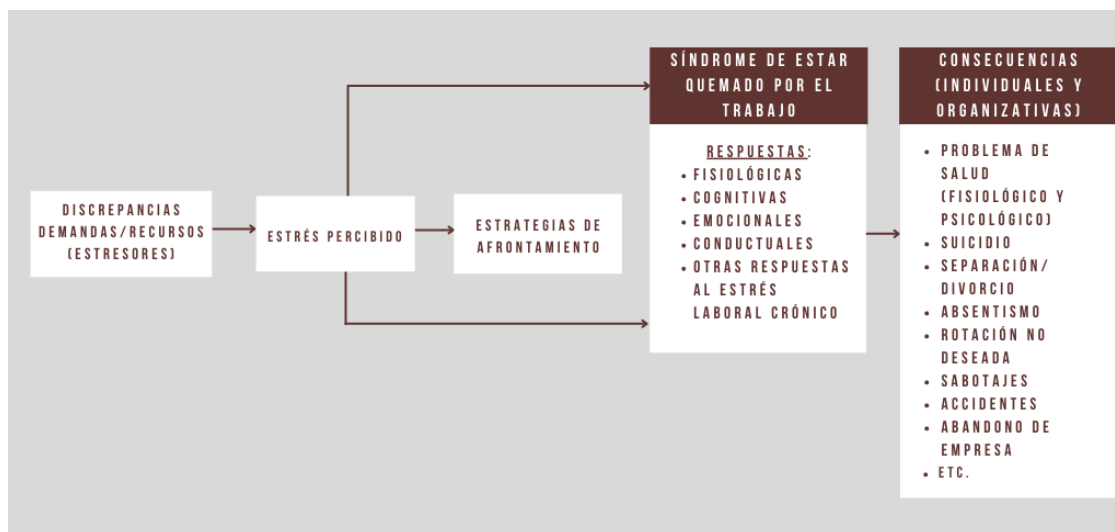 DISCREPANCIAS
DEMANDAS/RECURSOS
(ESTRESORES)
ESTRÉS PERCIBIDO
ESTRATEGIAS DE
AFRONTAMIENTO
SÍNDROME DE ESTAR
QUEMADO POR EL
TRABAJO
RESPUESTAS:
• FISIOLÓGICAS
• COGNITIVAS
• EMOCIONALES
• CONDUCTUALES
• OTRAS RESPUESTAS
AL ESTRÉS
LABORAL CRÓNICO
CONSECUENCIAS
(INDIVIDUALES Y
ORGANIZATIVAS)
• PROBLEMA DE
SALUD
(FISIOLÓGICO Y
PSICOLÓGICO)
• SUICIDIO
• SEPARACIÓN/
DIVORCIO
• ABSENTISMO
• ROTACIÓN NO
DESEADA
• SABOTAJES
• ACCIDENTES
• ABANDONO DE
EMPRESA
• ETC.